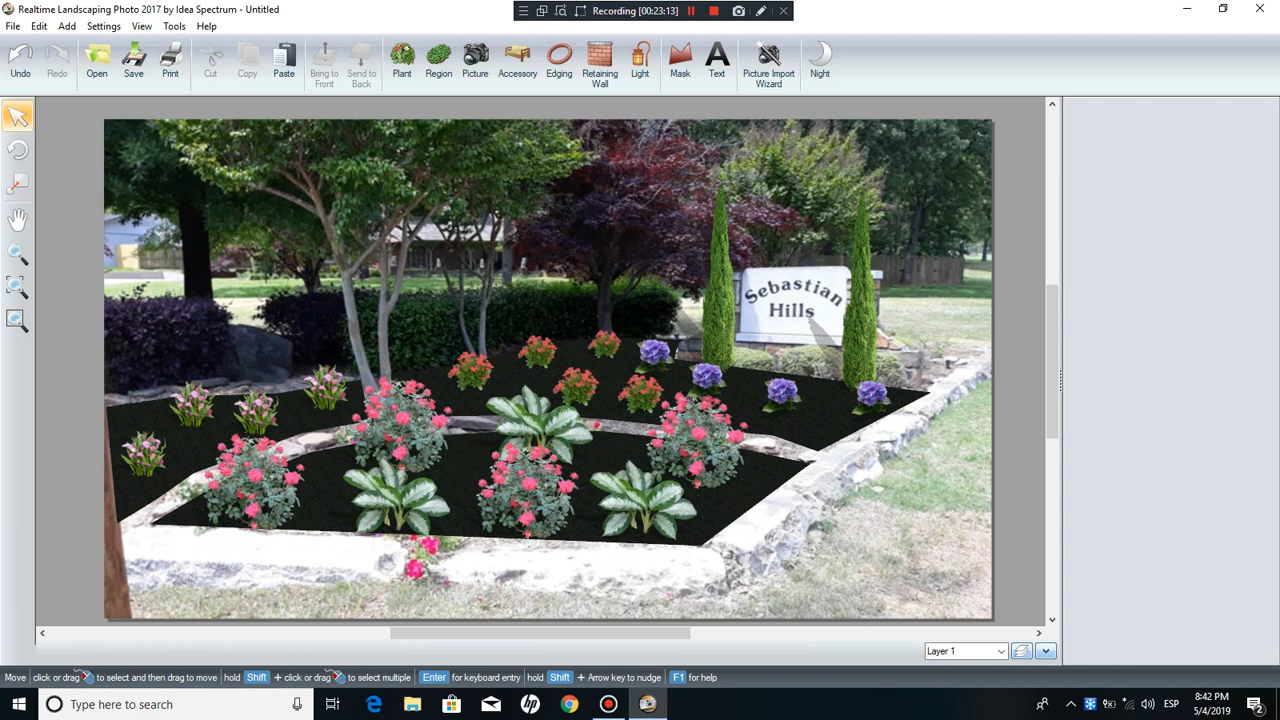 Realtime Landscaping Photo 2017 by Idea Spectrum - Untitled
Recording [00:23:13]
File Edit Add Settings View Tools Help
Undo Redo Open Save Print Cut Copy Paste Bring to Front Send to Back Plant Region Picture Accessory Edging Retaining Wall Light Mask Text Picture Import Wizard Night
Sebastian
Hills
Layer 1
Move click or drag to select and then drag to move hold Shift + click or drag to select multiple Enter for keyboard entry hold Shift + Arrow key to nudge F1 for help
Type here to search
hp
ESP
8:42 PM
5/4/2019
2